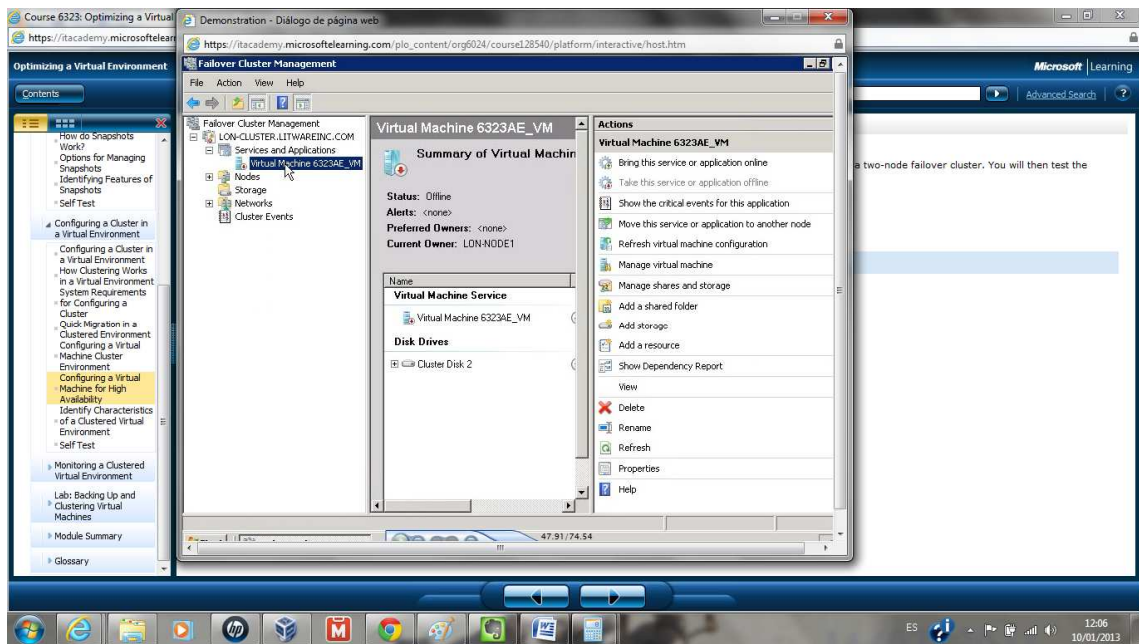 Course 6323: Optimizing a Virtual
https://itacademy.microsoftlearn
Optimizing a Virtual Environment
Contents
How do Snapshots
Work?
Options for Managing
Snapshots
Identifying Features of
Snapshots
Self Test
Configuring a Cluster in
a Virtual Environment
Configuring a Cluster in
a Virtual Environment
How Clustering Works
in a Virtual Environment
System Requirements
for Configuring a
Cluster
Quick Migration in a
Clustered Environment
Configuring a Virtual
Machine Cluster
Environment
Configuring a Virtual
Machine for High
Availability
Identify Characteristics
of a Clustered Virtual
Environment
Self Test
Monitoring a Clustered
Virtual Environment
Lab: Backing Up and
Clustering Virtual
Machines
Module Summary
Glossary
Demonstration - Diálogo de página web
https://itacademy.microsoftelearning.com/plo_content/org6024/course128540/platform/interactive/host.htm
Failover Cluster Management
File Action View Help
Failover Cluster Management
LON-CLUSTER.LITWAREINC.COM
Services and Applications
Virtual Machine 6323AE_VM
Nodes
Storage
Networks
Cluster Events
Virtual Machine 6323AE_VM
Summary of Virtual Machin
Status: Offline
Alerts: <none>
Preferred Owners: <none>
Current Owner: LON-NODE1
Name
Virtual Machine Service
Virtual Machine 6323AE_VM
Disk Drives
Cluster Disk 2
Actions
Virtual Machine 6323AE_VM
Bring this service or application online
Take this service or application offline
Show the critical events for this application
Move this service or application to another node
Refresh virtual machine configuration
Manage virtual machine
Manage shares and storage
Add a shared folder
Add storage
Add a resource
Show Dependency Report
View
Delete
Rename
Refresh
Properties
Help
47.91/74.54
Microsoft Learning
Advanced Search
a two-node failover cluster. You will then test the
ES
12:06
10/01/2013